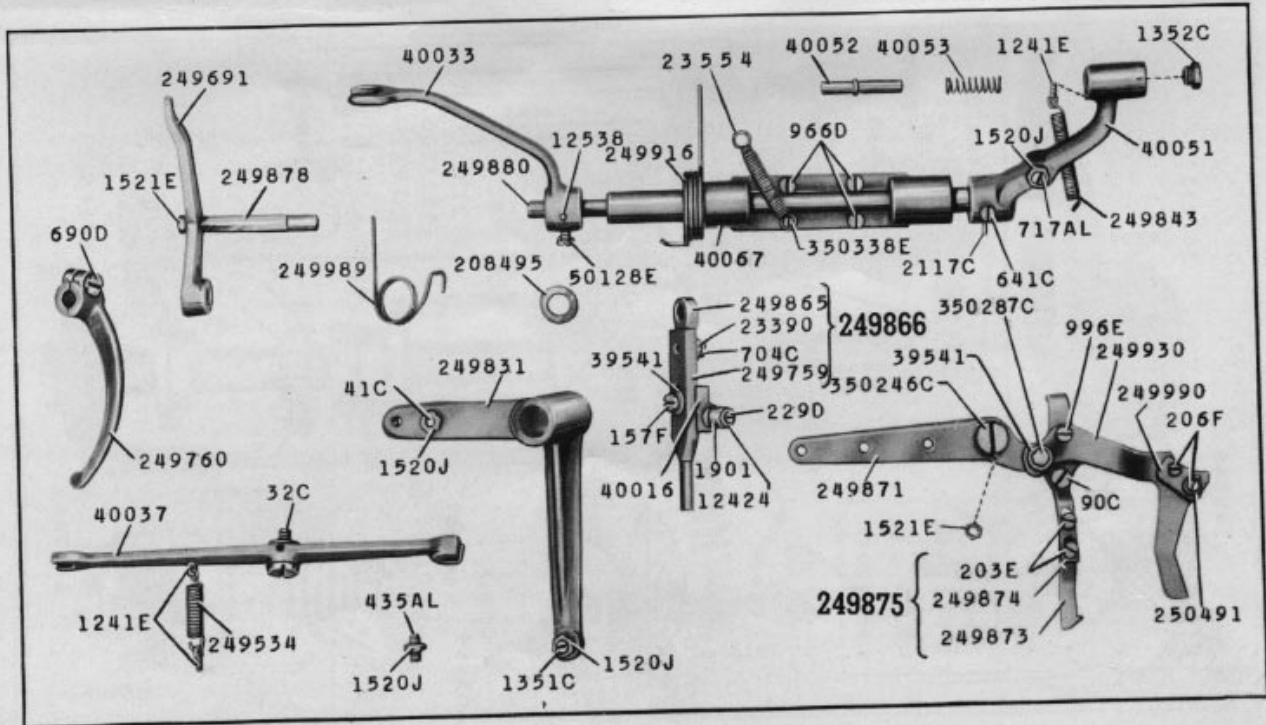 40033
249691
23554
40052
40053
1241E
1352C
1521E
249878
249880
12538
249916
966D
1520J
40051
690D
249989
208495
50128E
40067
350338E
2117C
641C
717AL
249843
249865
23390
704C
249759
249866
350287C
996E
249930
39541
249831
41C
1520J
157F
229D
350246C
39541
249990
206F
249760
40016
1901
12424
249871
90C
1521E
40037
32C
1241E
249534
435AL
1520J
1351C
1520J
203E
249874
249873
249875
250491